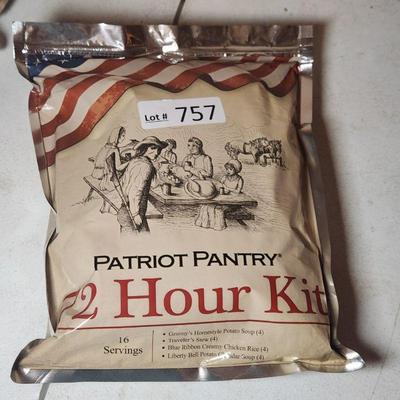 Lot # 757
PATRIOT PANTRY®
72 Hour Kit
16
Servings
• Granny's Homestyle Potato Soup (4)
• Traveler's Stew (4)
• Blue Ribbon Creamy Chicken Rice (4)
• Liberty Bell Potato Cheddar Soup (4)